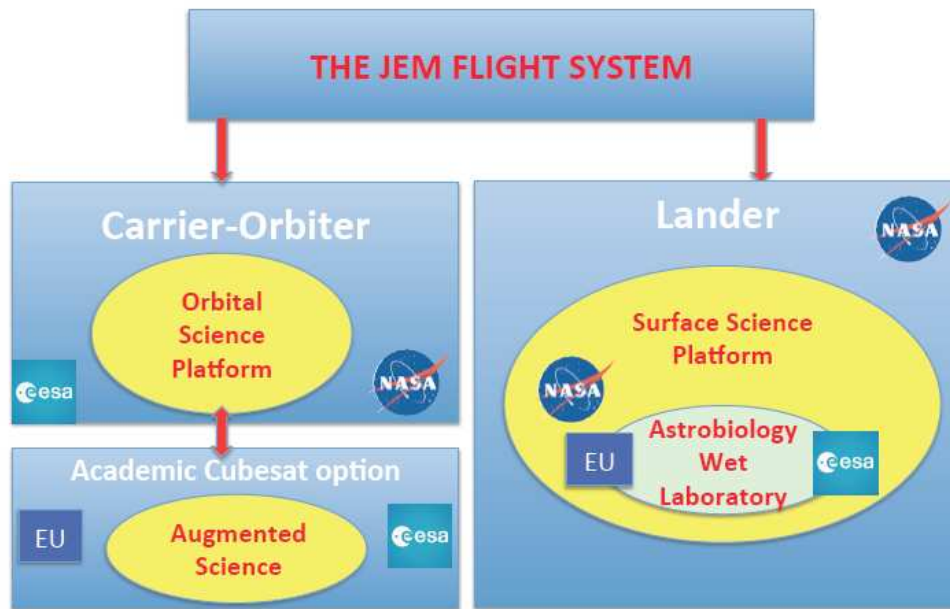 THE JEM FLIGHT SYSTEM
Carrier-Orbiter
Orbital
Science
Platform
esa
NASA
Academic Cubesat option
EU
Augmented
Science
esa
Lander
NASA
Surface Science
Platform
NASA
EU
Astrobiology
Wet
Laboratory
esa